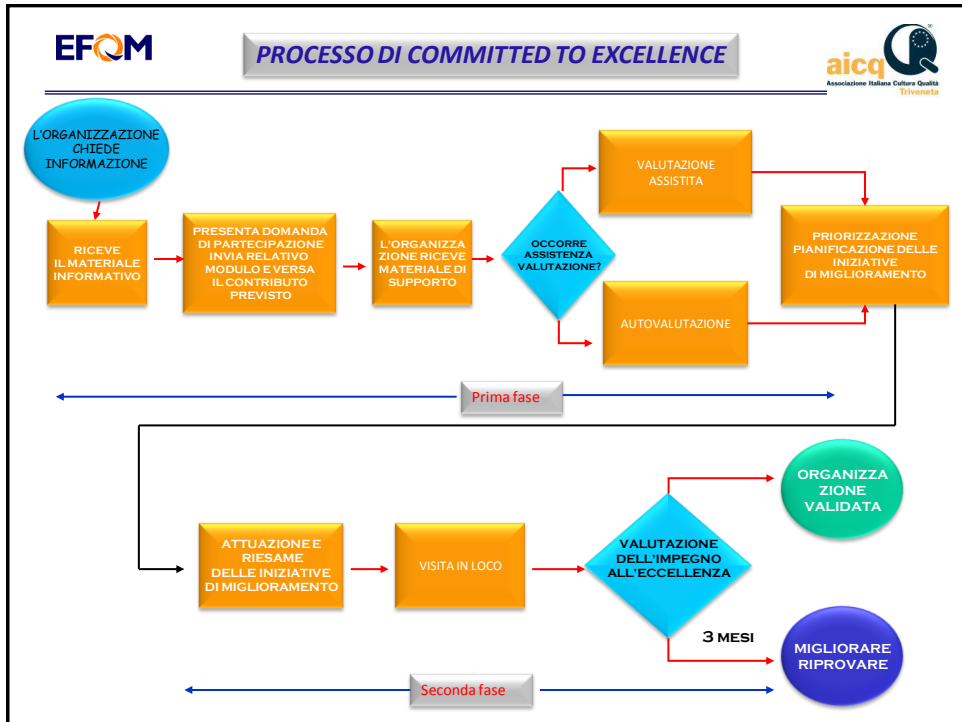 EFQM
PROCESSO DI COMMITTED TO EXCELLENCE
aicq
Associazione Italiana Cultura Qualità
Triveneta
L'ORGANIZZAZIONE
CHIEDE
INFORMAZIONE
RICEVE
IL MATERIALE
INFORMATIVO
PRESENTA DOMANDA
DI PARTECIPAZIONE
INVIA RELATIVO
MODULO E VERSA
IL CONTRIBUTO
PREVISTO
L'ORGANIZZA
ZIONE RICEVE
MATERIALE DI
SUPPORTO
OCCORRE
ASSISTENZA
VALUTAZIONE?
VALUTAZIONE
ASSISTITA
AUTOVALUTAZIONE
PRIORIZZAZIONE
PIANIFICAZIONE DELLE
INIZIATIVE
DI MIGLIORAMENTO
Prima fase
ATTUAZIONE E
RIESAME
DELLE INIZIATIVE
DI MIGLIORAMENTO
VISITA IN LOCO
VALUTAZIONE
DELL'IMPEGNO
ALL'ECCELLENZA
ORGANIZZA
ZIONE
VALIDATA
3 MESI
MIGLIORARE
RIPROVARE
Seconda fase